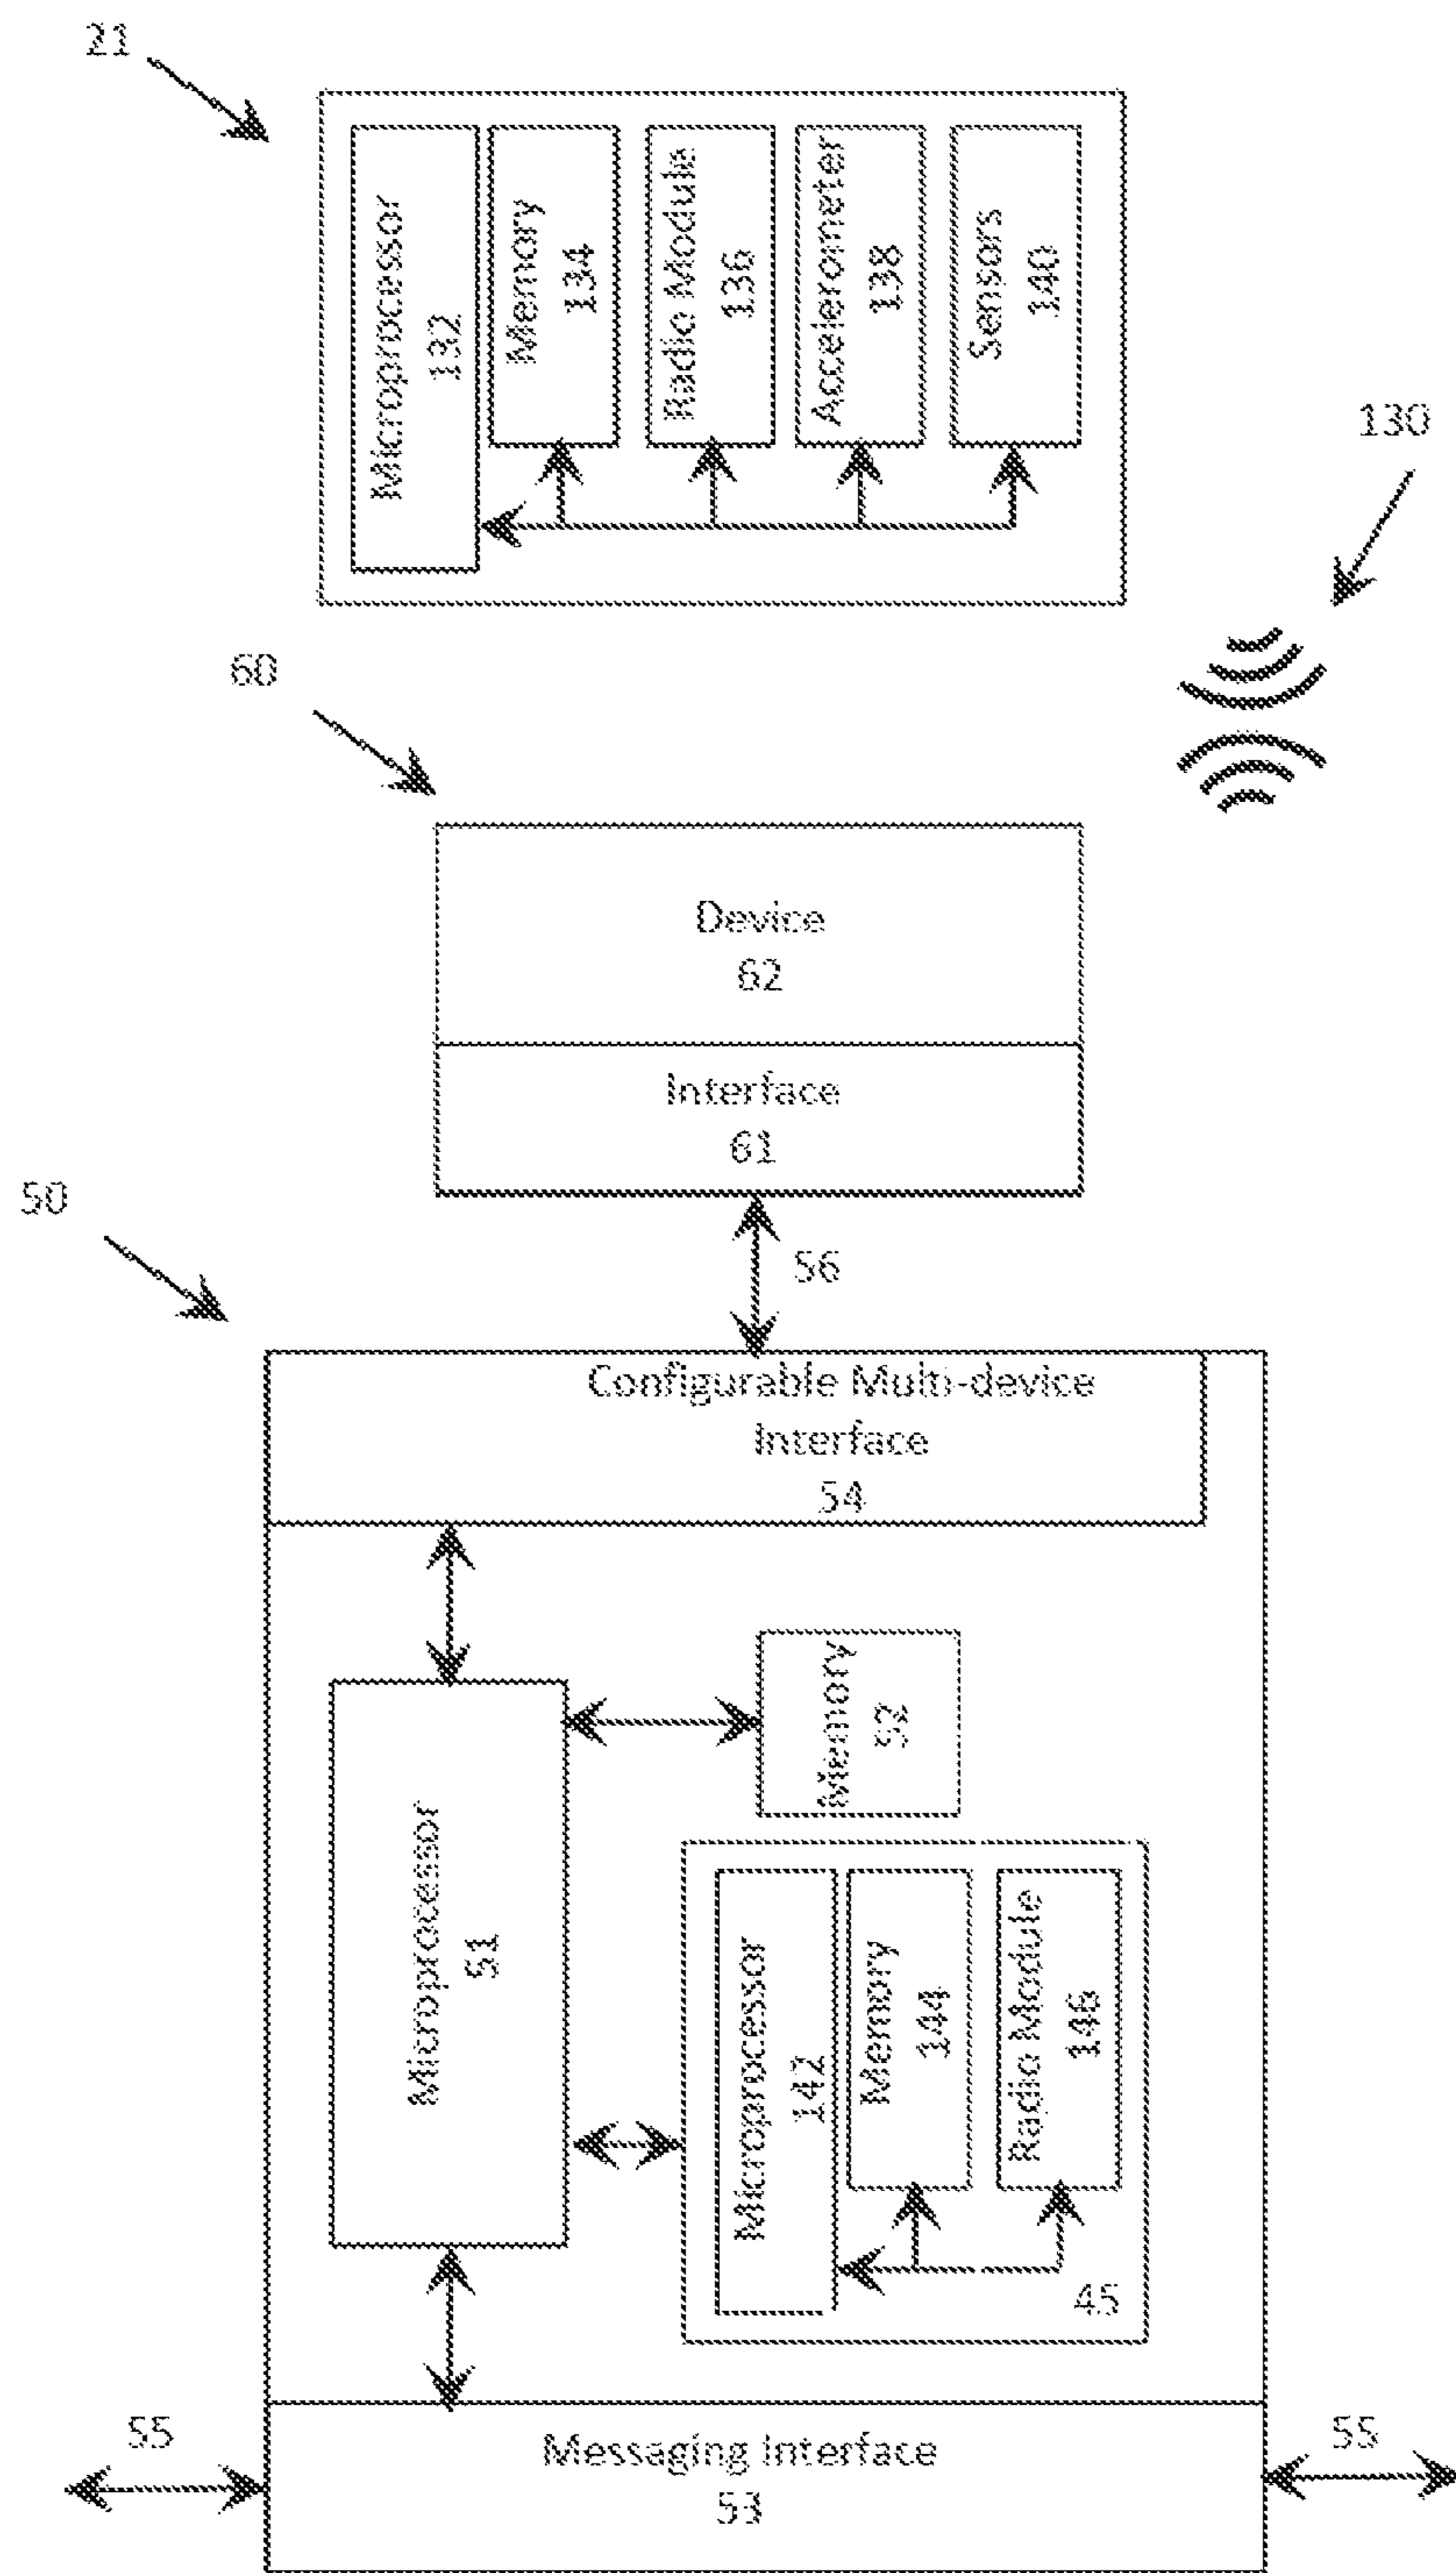 21
Microprocessor
132
Memory
134
Radio Module
136
Accelerometer
138
Sensors
140
130
60
Device
62
Interface
61
50
56
Configurable Multi-device
Interface
54
Memory
52
Microprocessor
51
Microprocessor
142
Memory
144
Radio Module
146
45
55
Messaging Interface
53
55